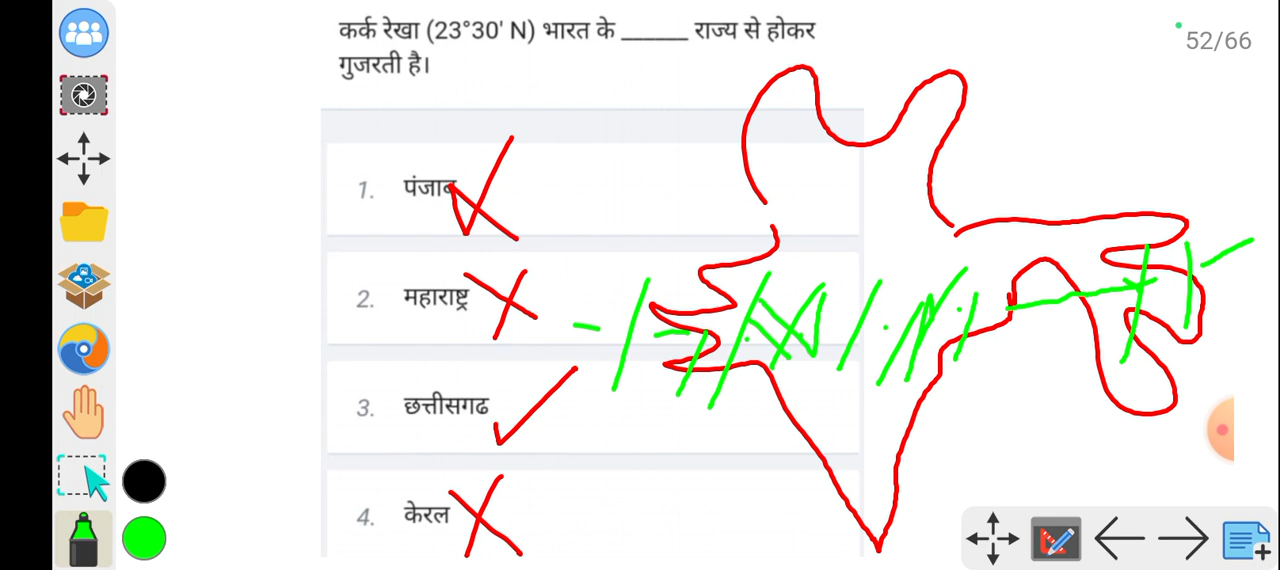 कर्क रेखा (23°30' N) भारत के ______ राज्य से होकर
गुजरती है।
52/66
1. पंजाब
2. महाराष्ट्र
3. छत्तीसगढ
4. केरल